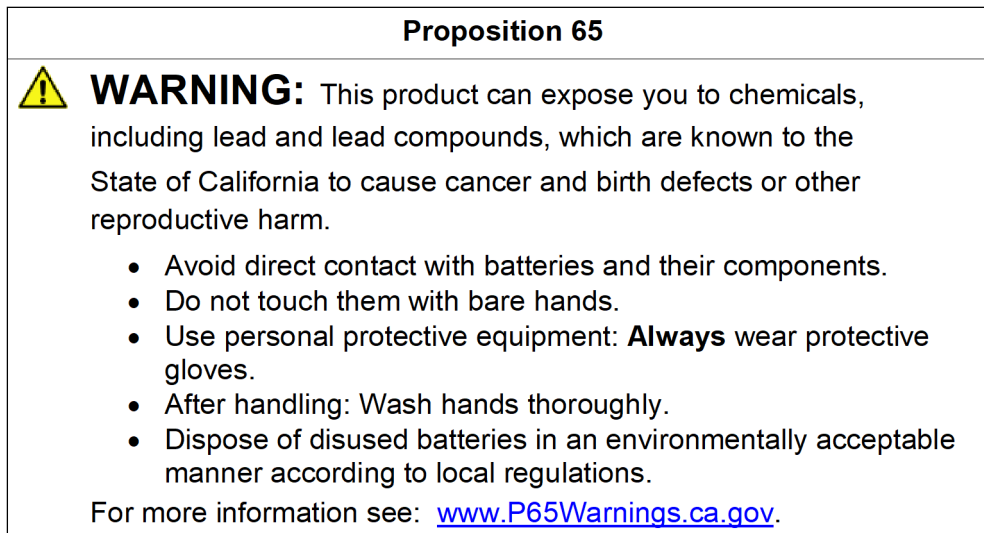 Proposition 65
WARNING: This product can expose you to chemicals,
including lead and lead compounds, which are known to the
State of California to cause cancer and birth defects or other
reproductive harm.
• Avoid direct contact with batteries and their components.
• Do not touch them with bare hands.
• Use personal protective equipment: Always wear protective
gloves.
• After handling: Wash hands thoroughly.
• Dispose of disused batteries in an environmentally acceptable
manner according to local regulations.
For more information see: www.P65Warnings.ca.gov.